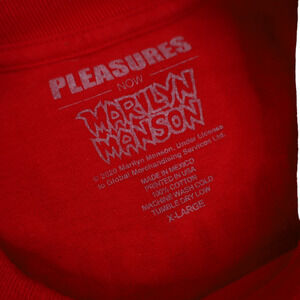 PLEASURES
NOW
MARILYN
MANSON
© 2020 Marilyn Manson, Under License
to Global Merchandising Services Ltd.
MADE IN MEXICO
PRINTED IN USA
100% COTTON
MACHINE WASH COLD
TUMBLE DRY LOW
X-LARGE